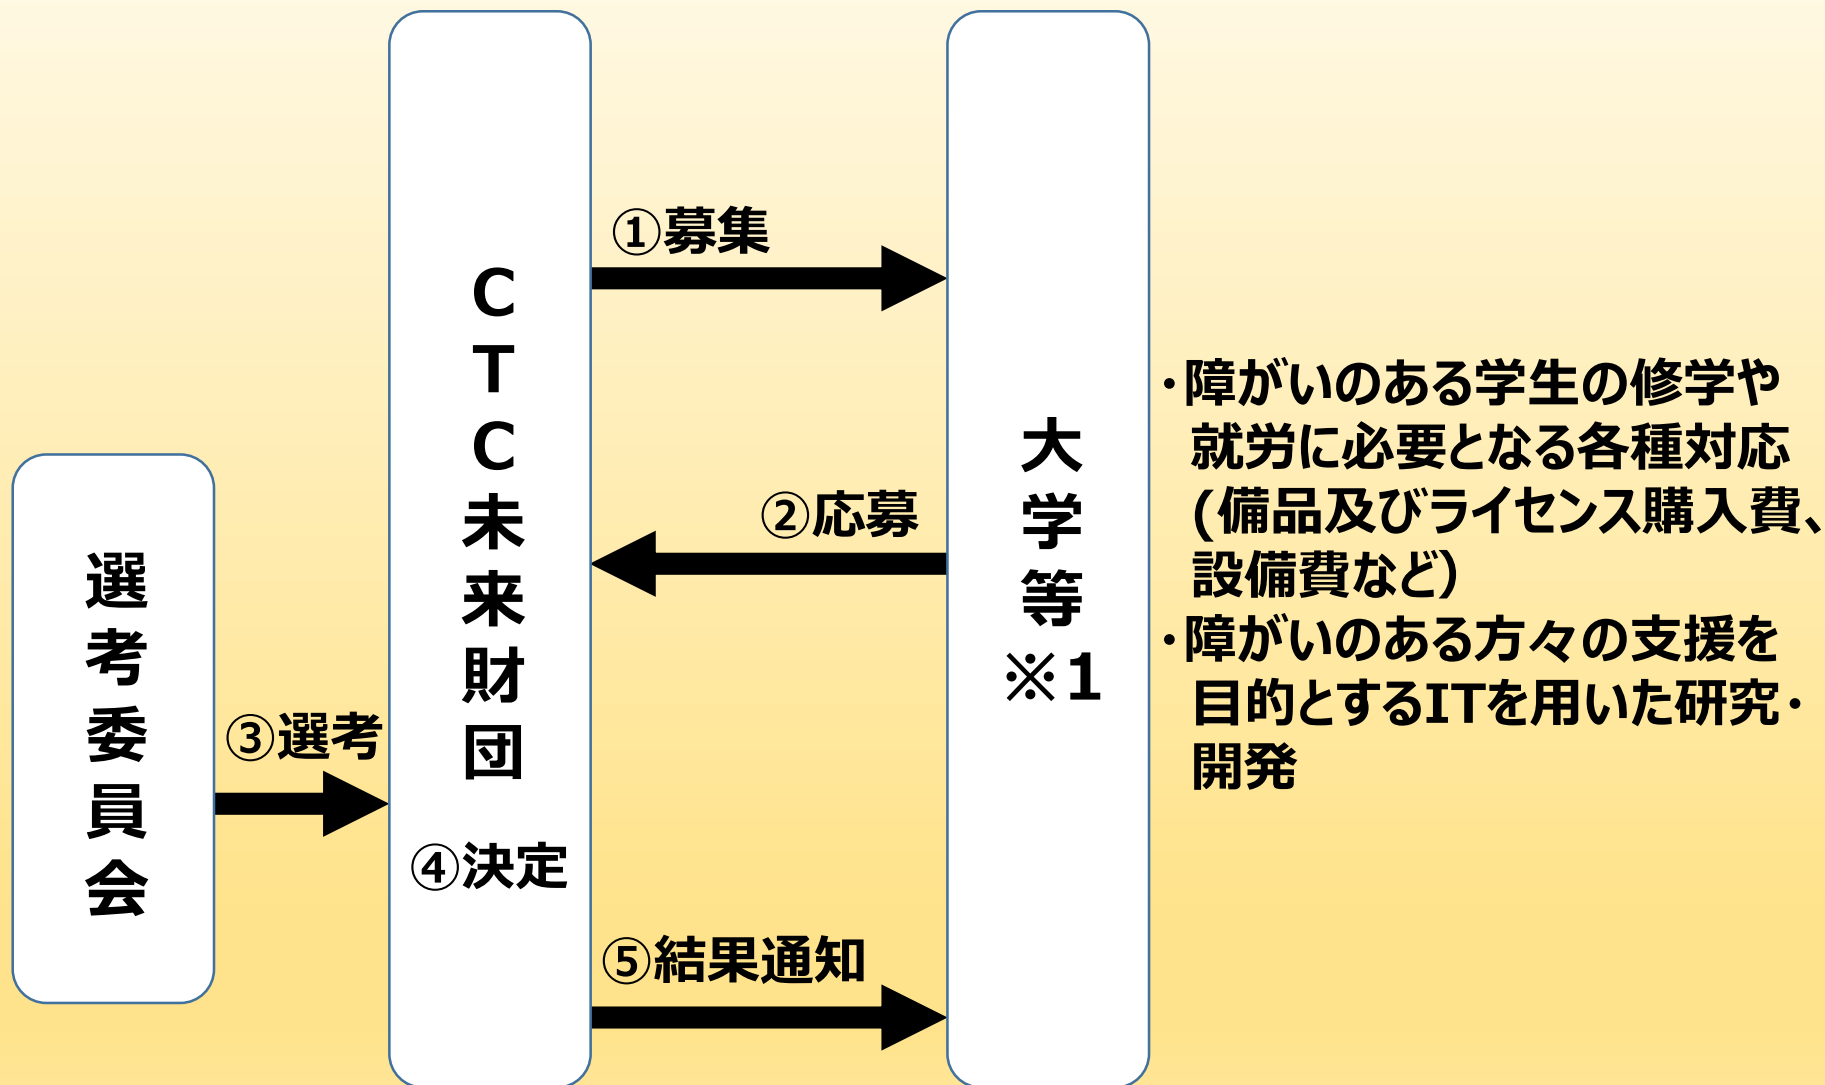 選考委員会
③選考
CTC未来財団
④決定
①募集
②応募
⑤結果通知
大学等
※1
・障がいのある学生の修学や
就労に必要となる各種対応
(備品及びライセンス購入費、
設備費など)
・障がいのある方々の支援を
目的とするITを用いた研究・
開発